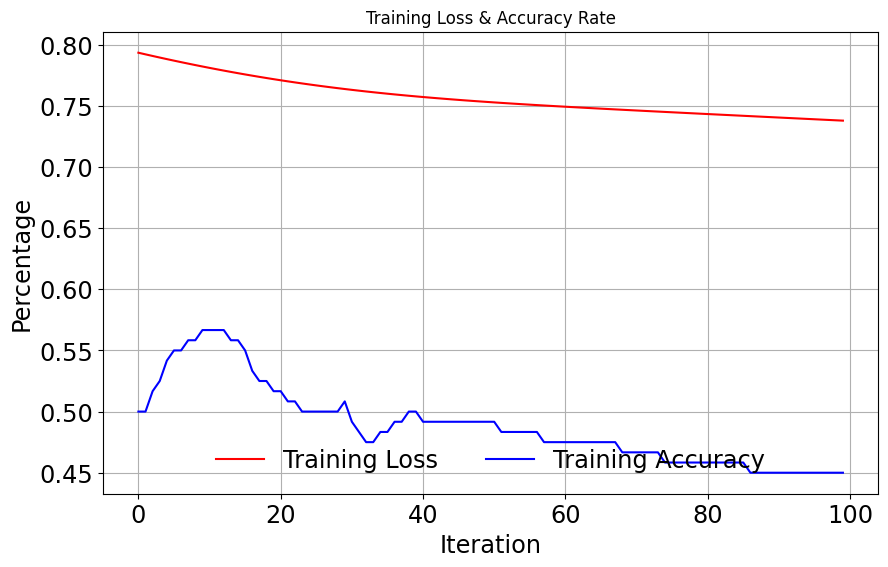 Training Loss & Accuracy Rate
0.80
0.75
0.70
0.65
0.60
0.55
0.50
0.45
Percentage
Training Loss Training Accuracy
0 20 40 60 80 100
Iteration